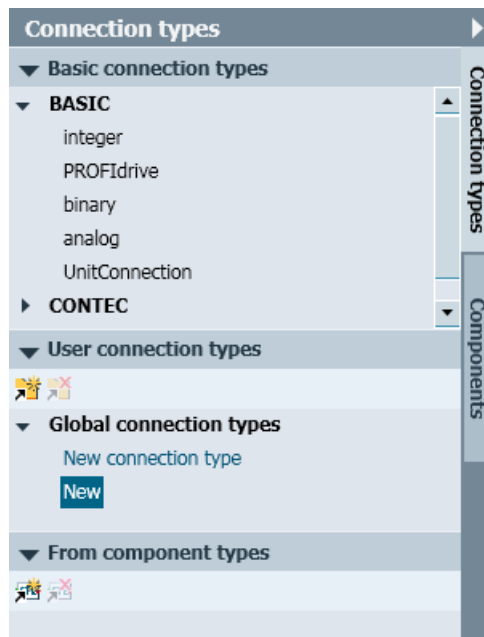 Connection types
Basic connection types
BASIC
integer
PROFIdrive
binary
analog
UnitConnection
CONTEC
User connection types
Global connection types
New connection type
New
From component types
Connection types
Components